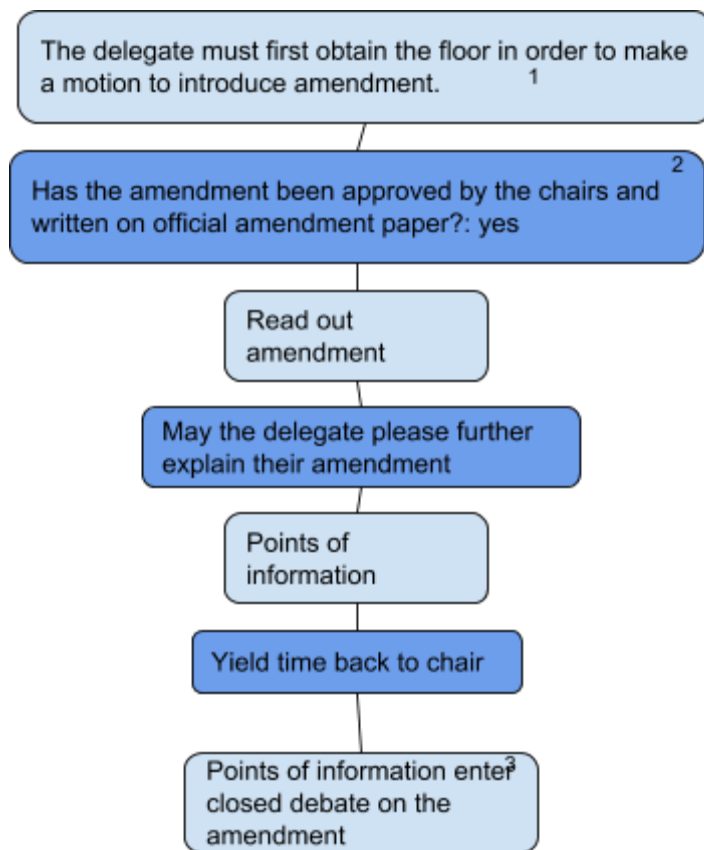 The delegate must first obtain the floor in order to make
a motion to introduce amendment. 1
2
Has the amendment been approved by the chairs and
written on official amendment paper?: yes
Read out
amendment
May the delegate please further
explain their amendment
Points of
information
Yield time back to chair
Points of information enter 3
closed debate on the
amendment